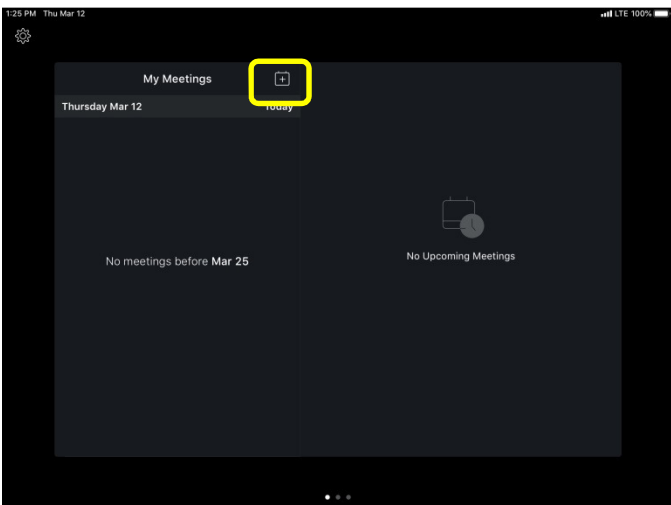 1:25 PM Thu Mar 12
LTE 100%
My Meetings
Thursday Mar 12 Today
No meetings before Mar 25
No Upcoming Meetings